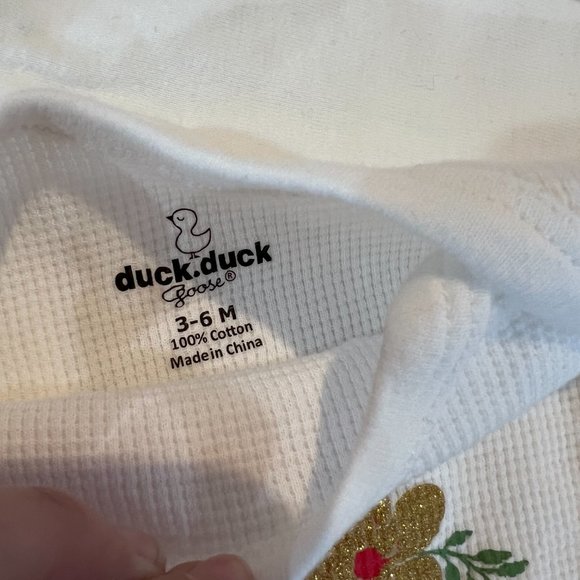 duck.duck
goose®
3-6 M
100% Cotton
Made in China